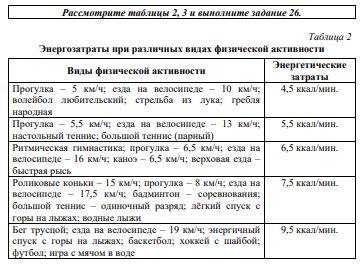 Рассмотрите таблицы 2, 3 и выполните задание 26.
Таблица 2
Энергозатраты при различных видах физической активности
Виды физической активности
Энергетические
затраты
Прогулка – 5 км/ч; езда на велосипеде – 10 км/ч;
волейбол любительский; стрельба из лука; гребля
народная
4,5 ккал/мин.
Прогулка – 5,5 км/ч; езда на велосипеде – 13 км/ч;
настольный теннис; большой теннис (парный)
5,5 ккал/мин.
Ритмическая гимнастика; прогулка – 6,5 км/ч; езда на
велосипеде – 16 км/ч; каноэ – 6,5 км/ч; верховая езда –
быстрая рысь
6,5 ккал/мин.
Роликовые коньки – 15 км/ч; прогулка – 8 км/ч; езда на
велосипеде – 17,5 км/ч; бадминтон – соревнования;
большой теннис – одиночный разряд; лёгкий спуск с
горы на лыжах; водные лыжи
7,5 ккал/мин.
Бег трусцой; езда на велосипеде – 19 км/ч; энергичный
спуск с горы на лыжах; баскетбол; хоккей с шайбой;
футбол; игра с мячом в воде
9,5 ккал/мин.